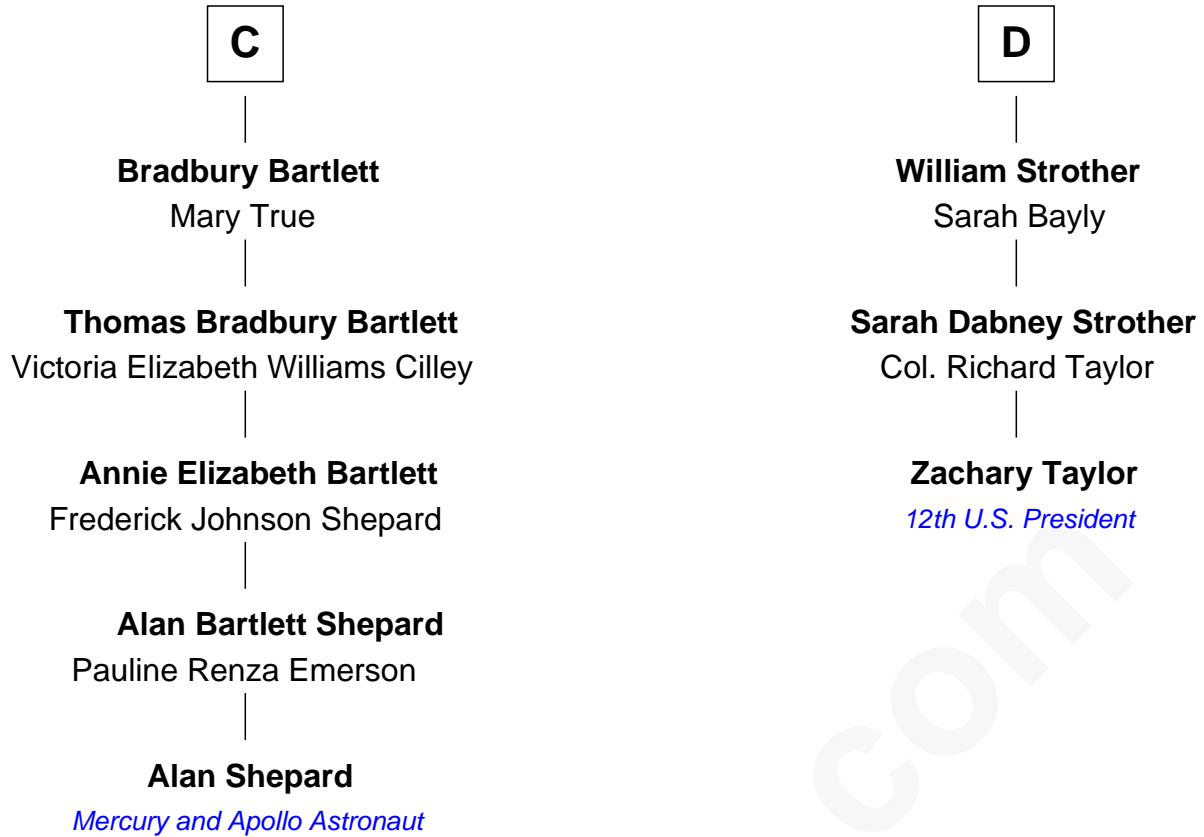 C
Bradbury Bartlett
Mary True
Thomas Bradbury Bartlett
Victoria Elizabeth Williams Cilley
Annie Elizabeth Bartlett
Frederick Johnson Shepard
Alan Bartlett Shepard
Pauline Renza Emerson
Alan Shepard
Mercury and Apollo Astronaut
D
William Strother
Sarah Bayly
Sarah Dabney Strother
Col. Richard Taylor
Zachary Taylor
12th U.S. President
com